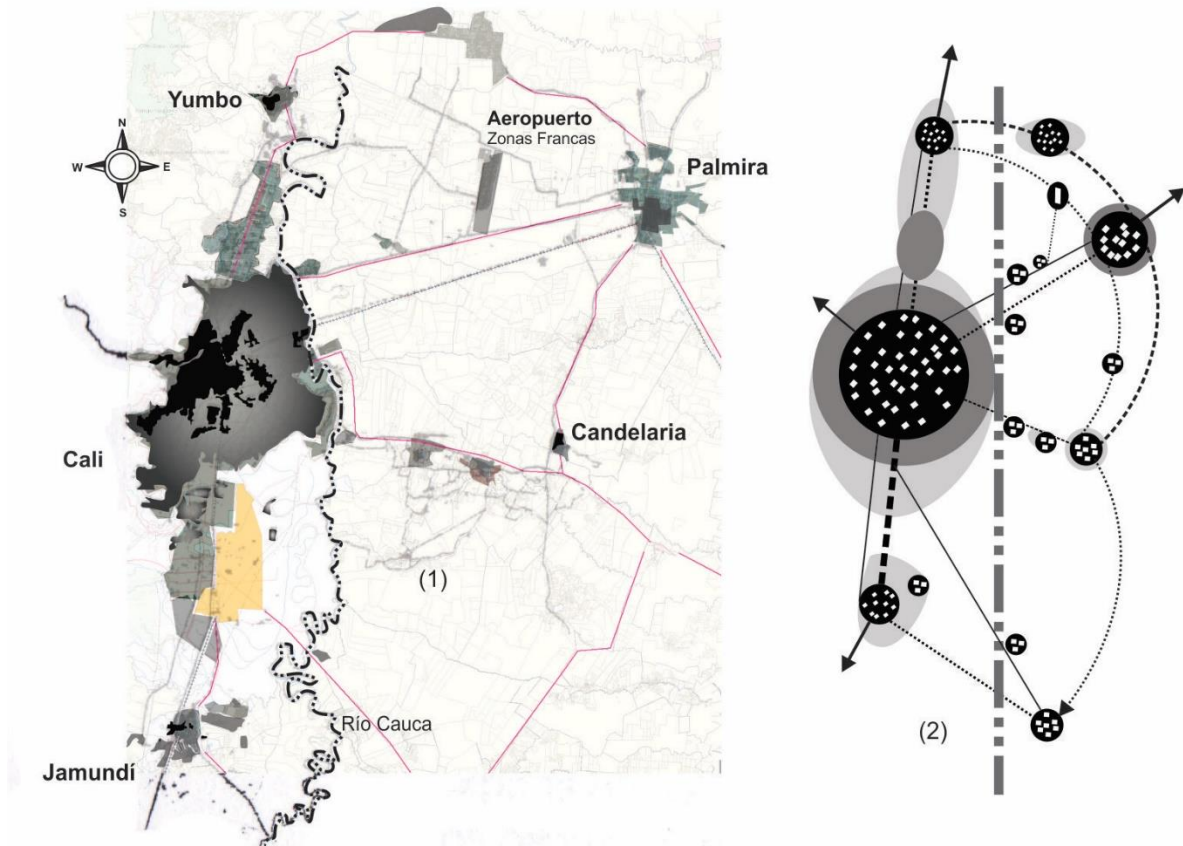 Yumbo
N
W
E
S
Aeropuerto
Zonas Francas
Palmira
Cali
Candelaria
(1)
Río Cauca
Jamundí
(2)